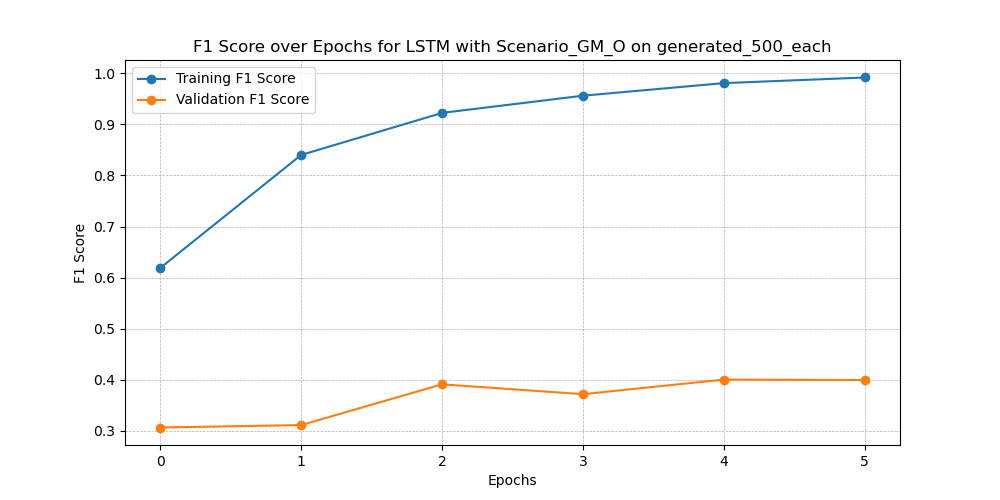 F1 Score over Epochs for LSTM with Scenario_GM_O on generated_500_each
Training F1 Score
Validation F1 Score
F1 Score
1.0
0.9
0.8
0.7
0.6
0.5
0.4
0.3
0 1 2 3 4 5
Epochs